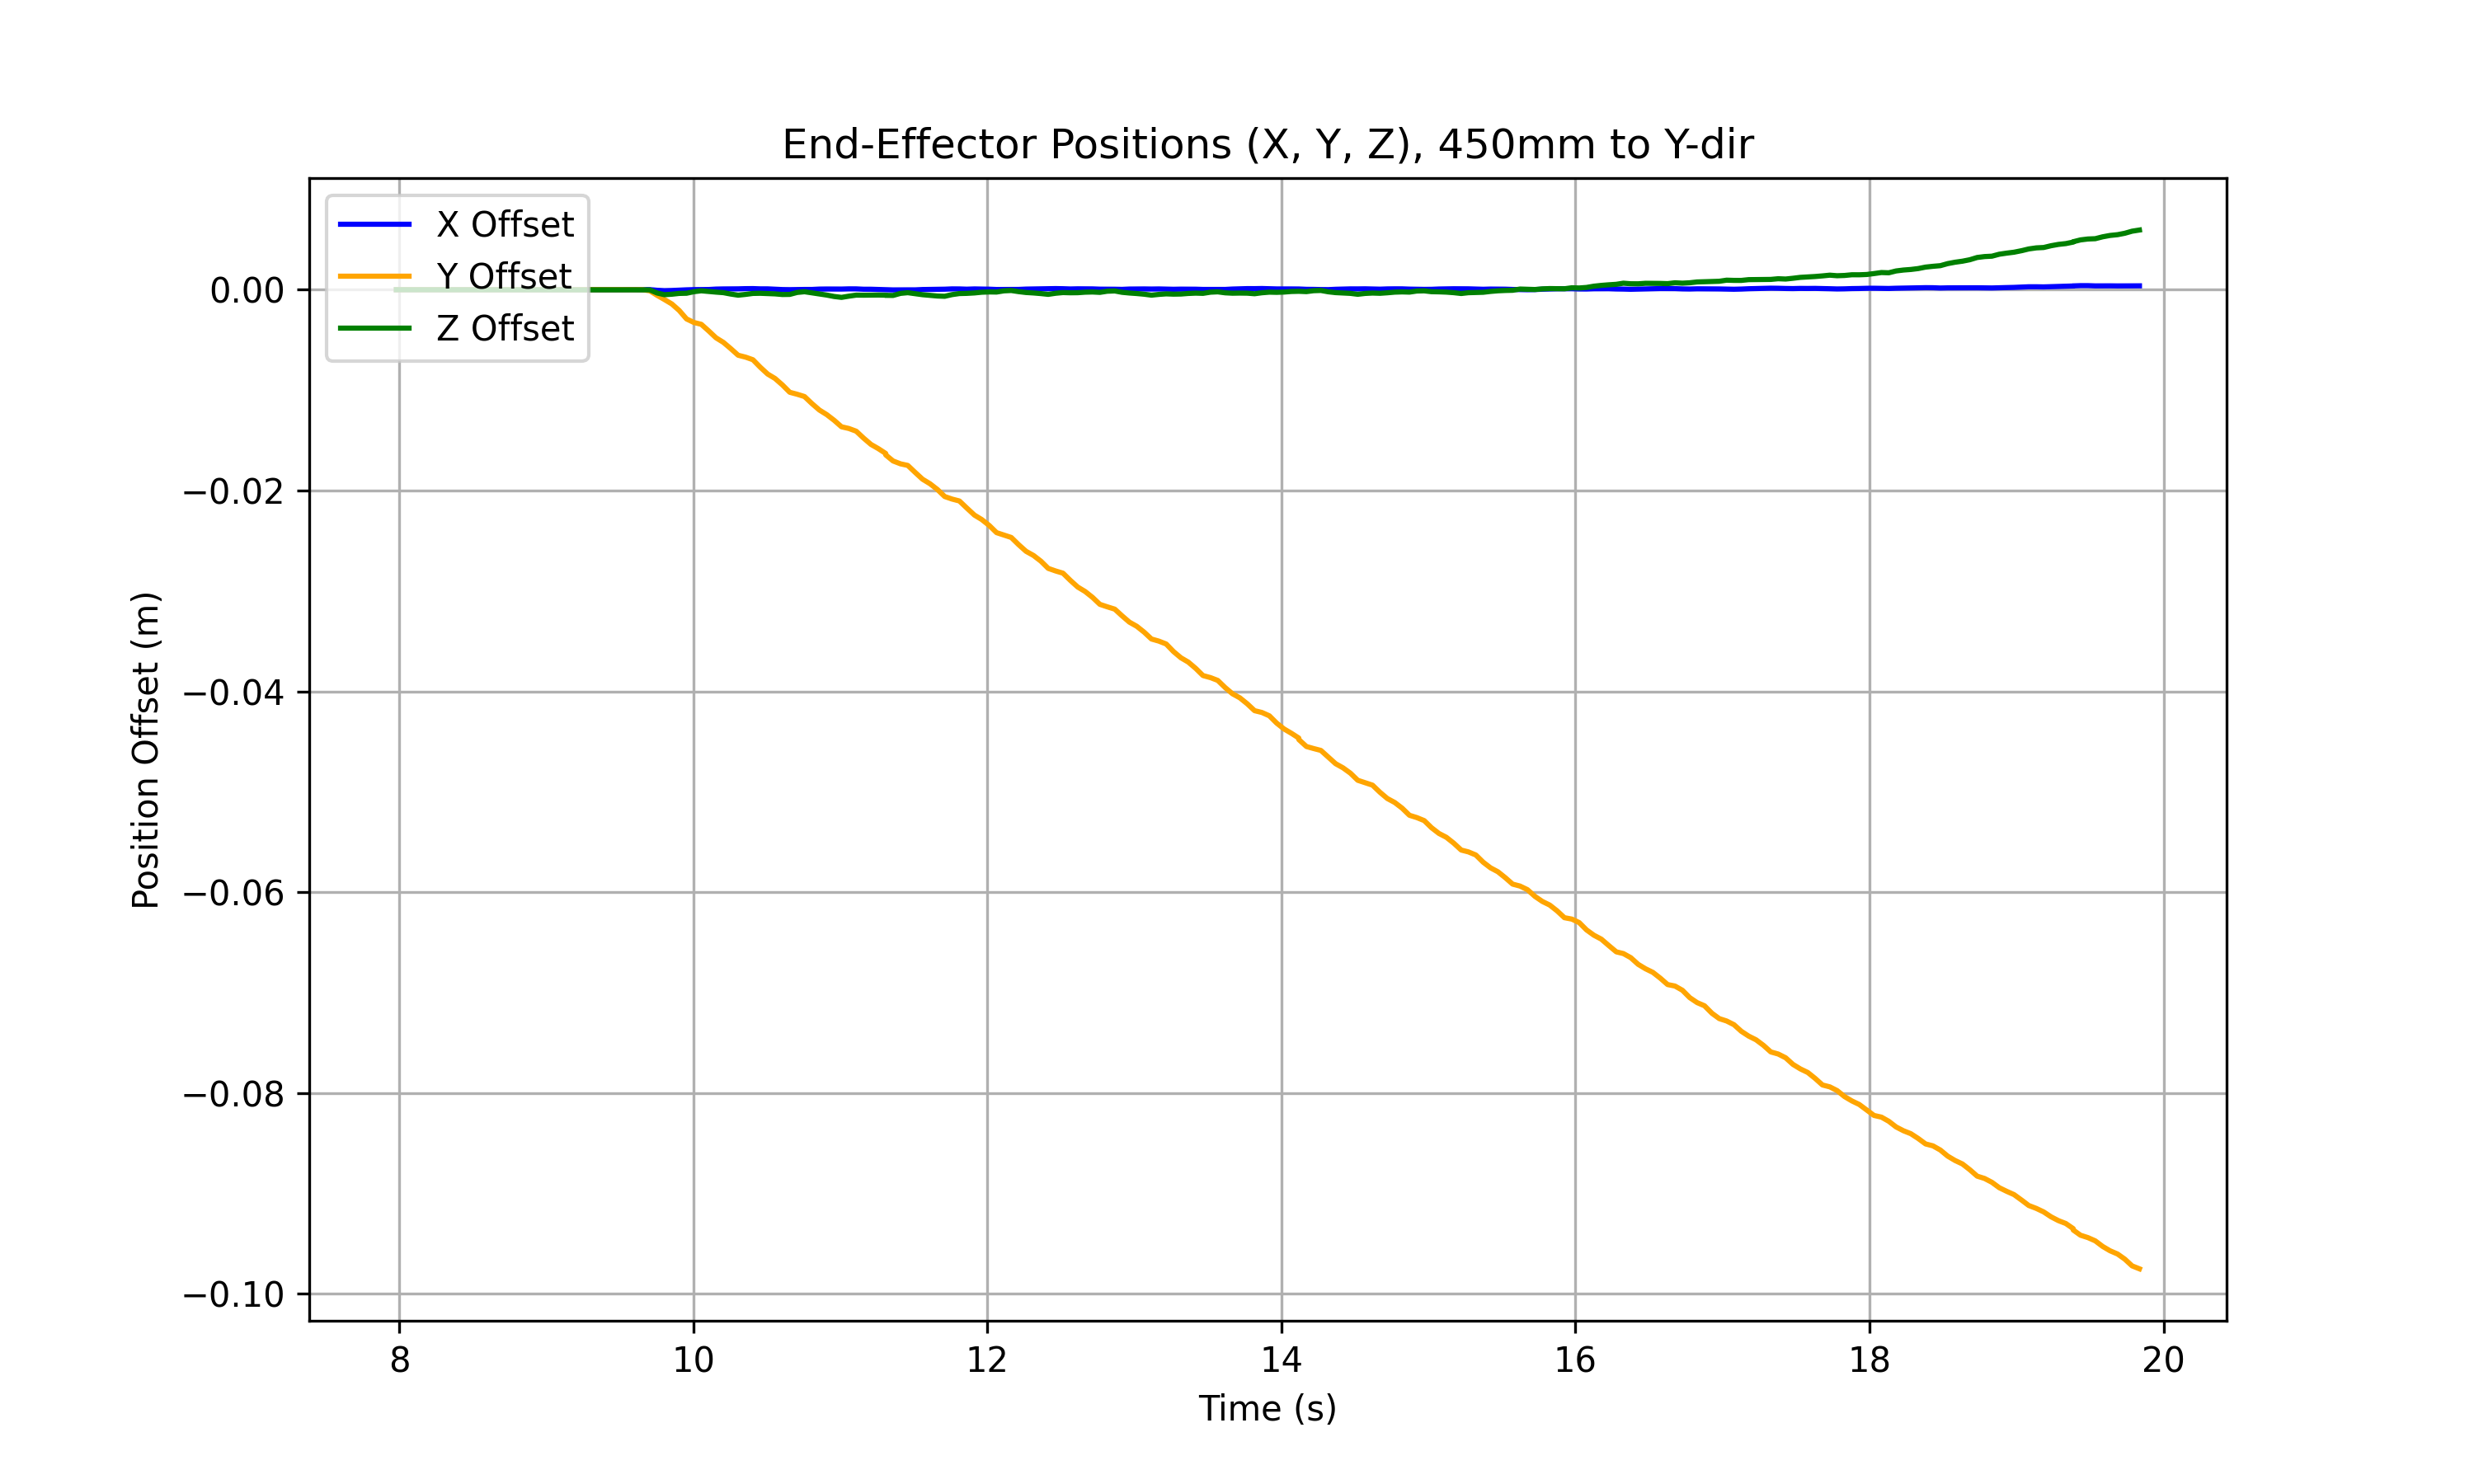 End-Effector Positions (X, Y, Z), 450mm to Y-dir
X Offset
Y Offset
Z Offset
0.00
−0.02
−0.04
−0.06
−0.08
−0.10
Position Offset (m)
8
10
12
14
16
18
20
Time (s)